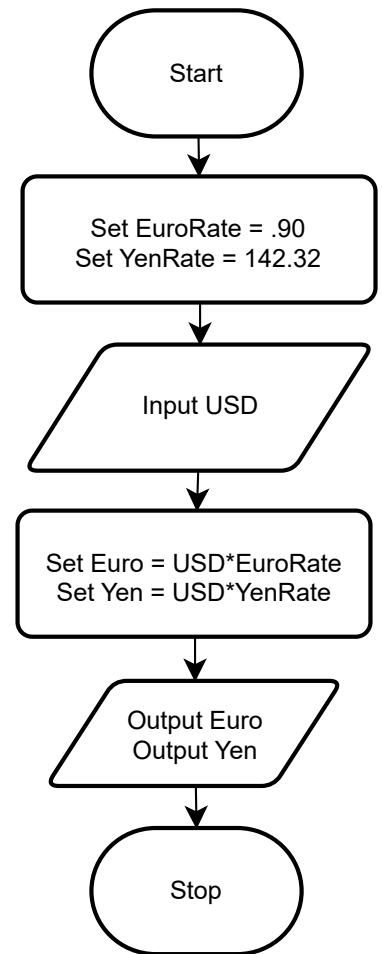 Start
Set EuroRate = .90
Set YenRate = 142.32
Input USD
Set Euro = USD*EuroRate
Set Yen = USD*YenRate
Output Euro
Output Yen
Stop